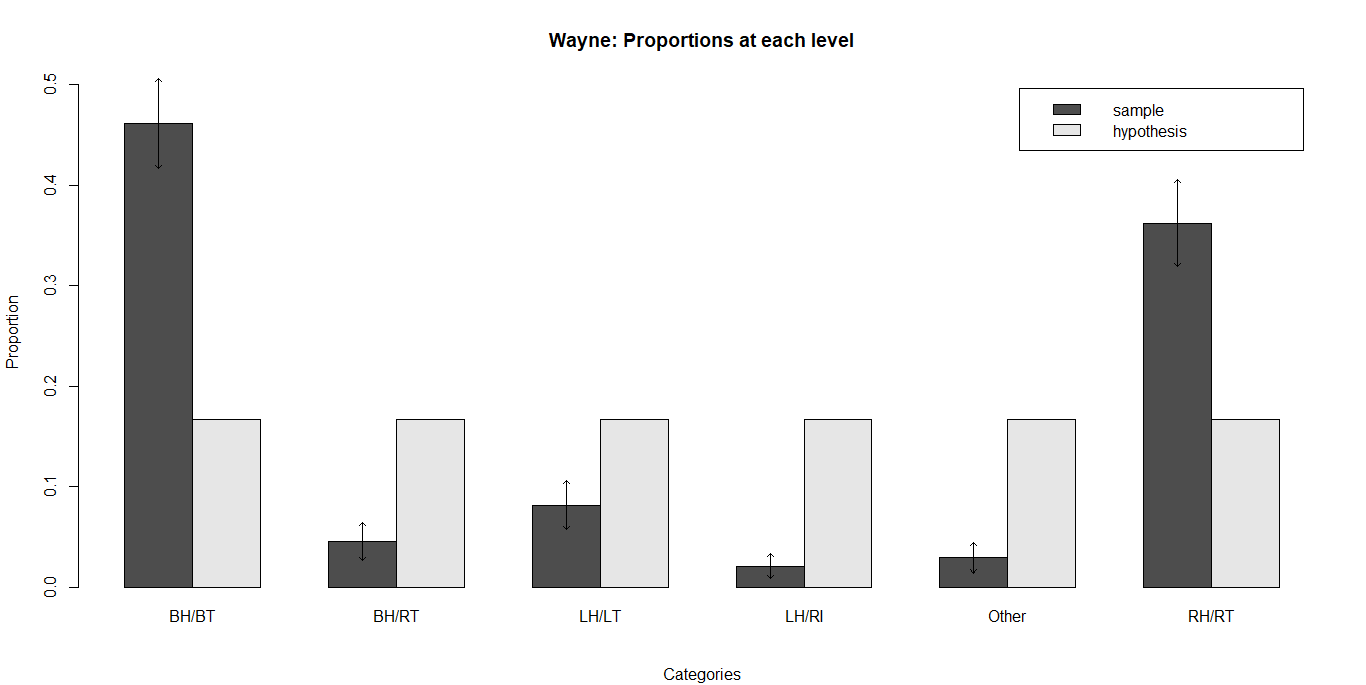 Wayne: Proportions at each level
sample
hypothesis
Proportion
0.5
0.4
0.3
0.2
0.1
0.0
BH/BT
BH/RT
LH/LT
LH/RI
Other
RH/RT
Categories